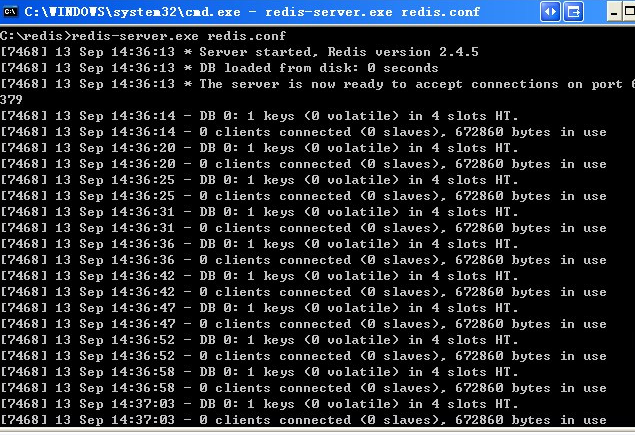 C:\WINDOWS\system32\cmd.exe - redis-server.exe redis.conf
C:\redis>redis-server.exe redis.conf
[7468] 13 Sep 14:36:13 * Server started, Redis version 2.4.5
[7468] 13 Sep 14:36:13 * DB loaded from disk: 0 seconds
[7468] 13 Sep 14:36:13 * The server is now ready to accept connections on port 6
379
[7468] 13 Sep 14:36:14 - DB 0: 1 keys (0 volatile) in 4 slots HT.
[7468] 13 Sep 14:36:14 - 0 clients connected (0 slaves), 672860 bytes in use
[7468] 13 Sep 14:36:20 - DB 0: 1 keys (0 volatile) in 4 slots HT.
[7468] 13 Sep 14:36:20 - 0 clients connected (0 slaves), 672860 bytes in use
[7468] 13 Sep 14:36:25 - DB 0: 1 keys (0 volatile) in 4 slots HT.
[7468] 13 Sep 14:36:25 - 0 clients connected (0 slaves), 672860 bytes in use
[7468] 13 Sep 14:36:31 - DB 0: 1 keys (0 volatile) in 4 slots HT.
[7468] 13 Sep 14:36:31 - 0 clients connected (0 slaves), 672860 bytes in use
[7468] 13 Sep 14:36:36 - DB 0: 1 keys (0 volatile) in 4 slots HT.
[7468] 13 Sep 14:36:36 - 0 clients connected (0 slaves), 672860 bytes in use
[7468] 13 Sep 14:36:42 - DB 0: 1 keys (0 volatile) in 4 slots HT.
[7468] 13 Sep 14:36:42 - 0 clients connected (0 slaves), 672860 bytes in use
[7468] 13 Sep 14:36:47 - DB 0: 1 keys (0 volatile) in 4 slots HT.
[7468] 13 Sep 14:36:47 - 0 clients connected (0 slaves), 672860 bytes in use
[7468] 13 Sep 14:36:52 - DB 0: 1 keys (0 volatile) in 4 slots HT.
[7468] 13 Sep 14:36:52 - 0 clients connected (0 slaves), 672860 bytes in use
[7468] 13 Sep 14:36:58 - DB 0: 1 keys (0 volatile) in 4 slots HT.
[7468] 13 Sep 14:36:58 - 0 clients connected (0 slaves), 672860 bytes in use
[7468] 13 Sep 14:37:03 - DB 0: 1 keys (0 volatile) in 4 slots HT.
[7468] 13 Sep 14:37:03 - 0 clients connected (0 slaves), 672860 bytes in use